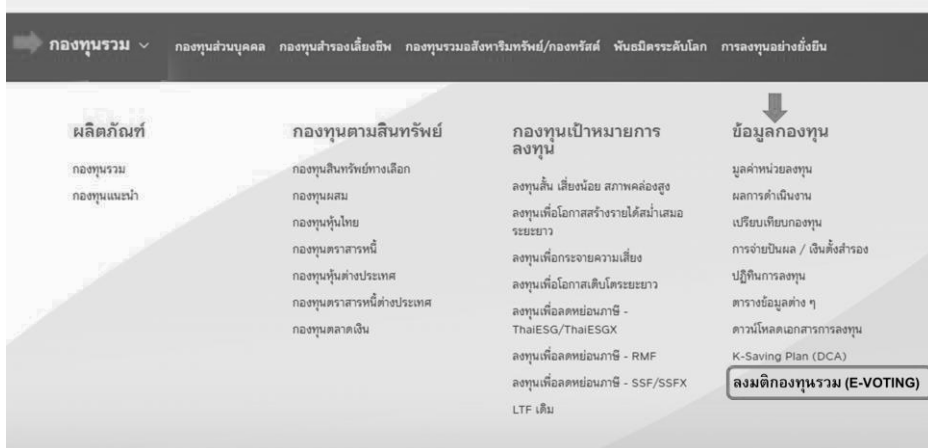 กองทุนรวม กองทุนส่วนบุคคล กองทุนสำรองเลี้ยงชีพ กองทุนรวมอสังหาริมทรัพย์/กองทรัสต์ พันธมิตรระดับโลก การลงทุนอย่างยั่งยืน
ผลิตภัณฑ์
กองทุนรวม
กองทุนแนะนำ
กองทุนตามสินทรัพย์
กองทุนสินทรัพย์ทางเลือก
กองทุนผสม
กองทุนหุ้นไทย
กองทุนตราสารหนี้
กองทุนหุ้นต่างประเทศ
กองทุนตราสารหนี้ต่างประเทศ
กองทุนตลาดเงิน
กองทุนเป้าหมายการ
ลงทุน
ลงทุนสั้น เสี่ยงน้อย สภาพคล่องสูง
ลงทุนเพื่อโอกาสสร้างรายได้สม่ำเสมอ
ระยะยาว
ลงทุนเพื่อกระจายความเสี่ยง
ลงทุนเพื่อโอกาสเติบโตระยะยาว
ลงทุนเพื่อลดหย่อนภาษี -
ThaiESG/ThaiESGX
ลงทุนเพื่อลดหย่อนภาษี - RMF
ลงทุนเพื่อลดหย่อนภาษี - SSF/SSFX
LTF เดิม
ข้อมูลกองทุน
มูลค่าหน่วยลงทุน
ผลการดำเนินงาน
เปรียบเทียบกองทุน
การจ่ายปันผล / เงินตั้งสำรอง
ปฏิทินการลงทุน
ตารางข้อมูลต่าง ๆ
ดาวน์โหลดเอกสารการลงทุน
K-Saving Plan (DCA)
ลงมติกองทุนรวม (E-VOTING)